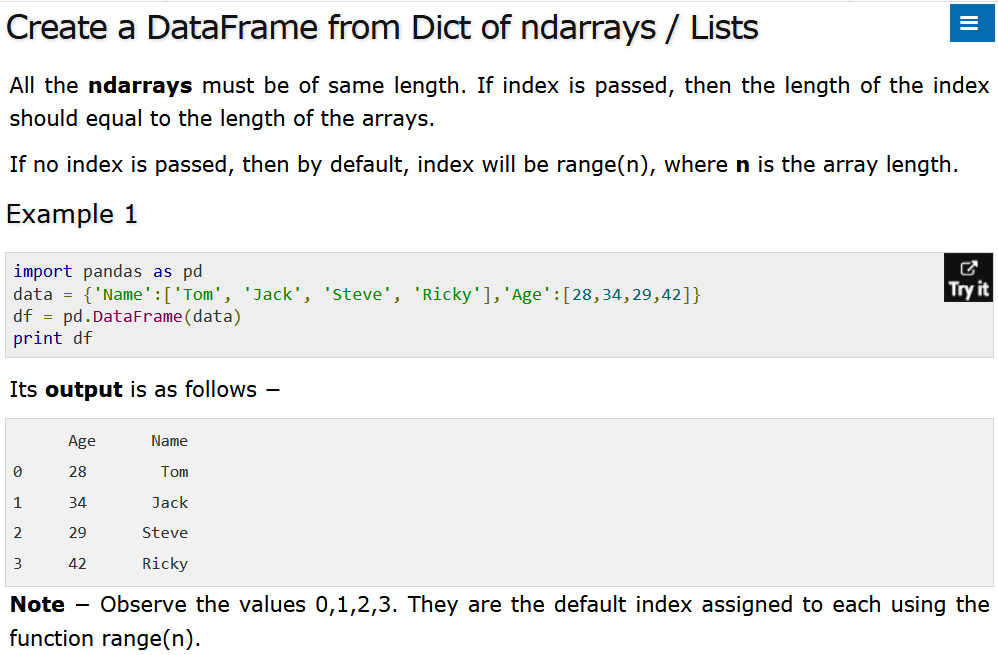 Create a DataFrame from Dict of ndarrays / Lists
All the ndarrays must be of same length. If index is passed, then the length of the index
should equal to the length of the arrays.
If no index is passed, then by default, index will be range(n), where n is the array length.
Example 1
import pandas as pd
data = {'Name':['Tom', 'Jack', 'Steve', 'Ricky'],'Age':[28,34,29,42]}
df = pd.DataFrame(data)
print df
Try it
Its output is as follows −
Age Name
0 28 Tom
1 34 Jack
2 29 Steve
3 42 Ricky
Note − Observe the values 0,1,2,3. They are the default index assigned to each using the
function range(n).